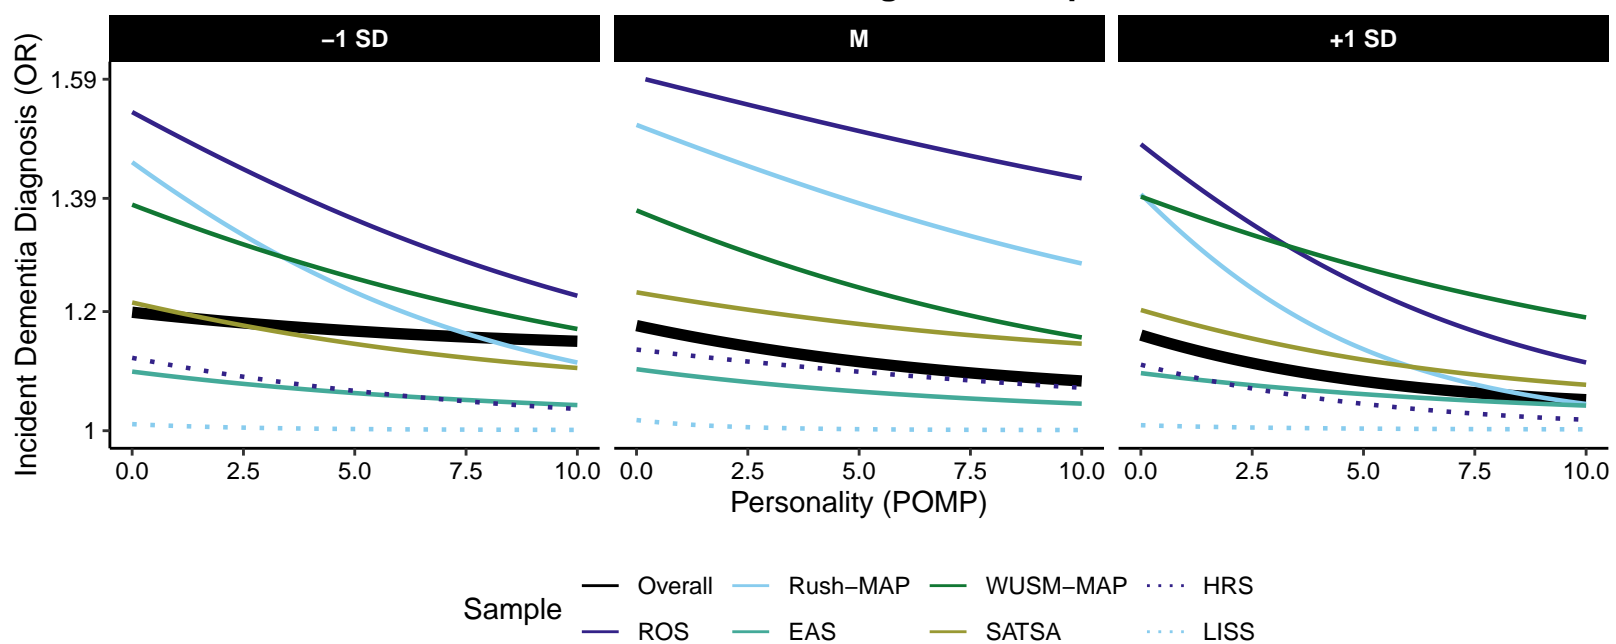 −1 SD
M
+1 SD
Incident Dementia Diagnosis (OR)
1.59
1.39
1.2
1
0.0 2.5 5.0 7.5 10.0
0.0 2.5 5.0 7.5 10.0
0.0 2.5 5.0 7.5 10.0
Personality (POMP)
Sample
Overall
Rush−MAP
WUSM−MAP
HRS
ROS
EAS
SATSA
LISS